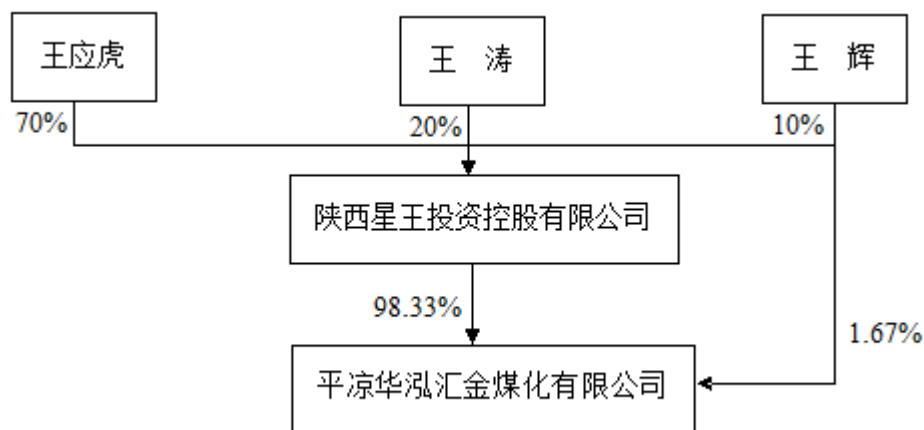 王应虎
王 涛
王 辉
70%
20%
10%
陕西星王投资控股有限公司
98.33%
1.67%
平凉华泓汇金煤化有限公司